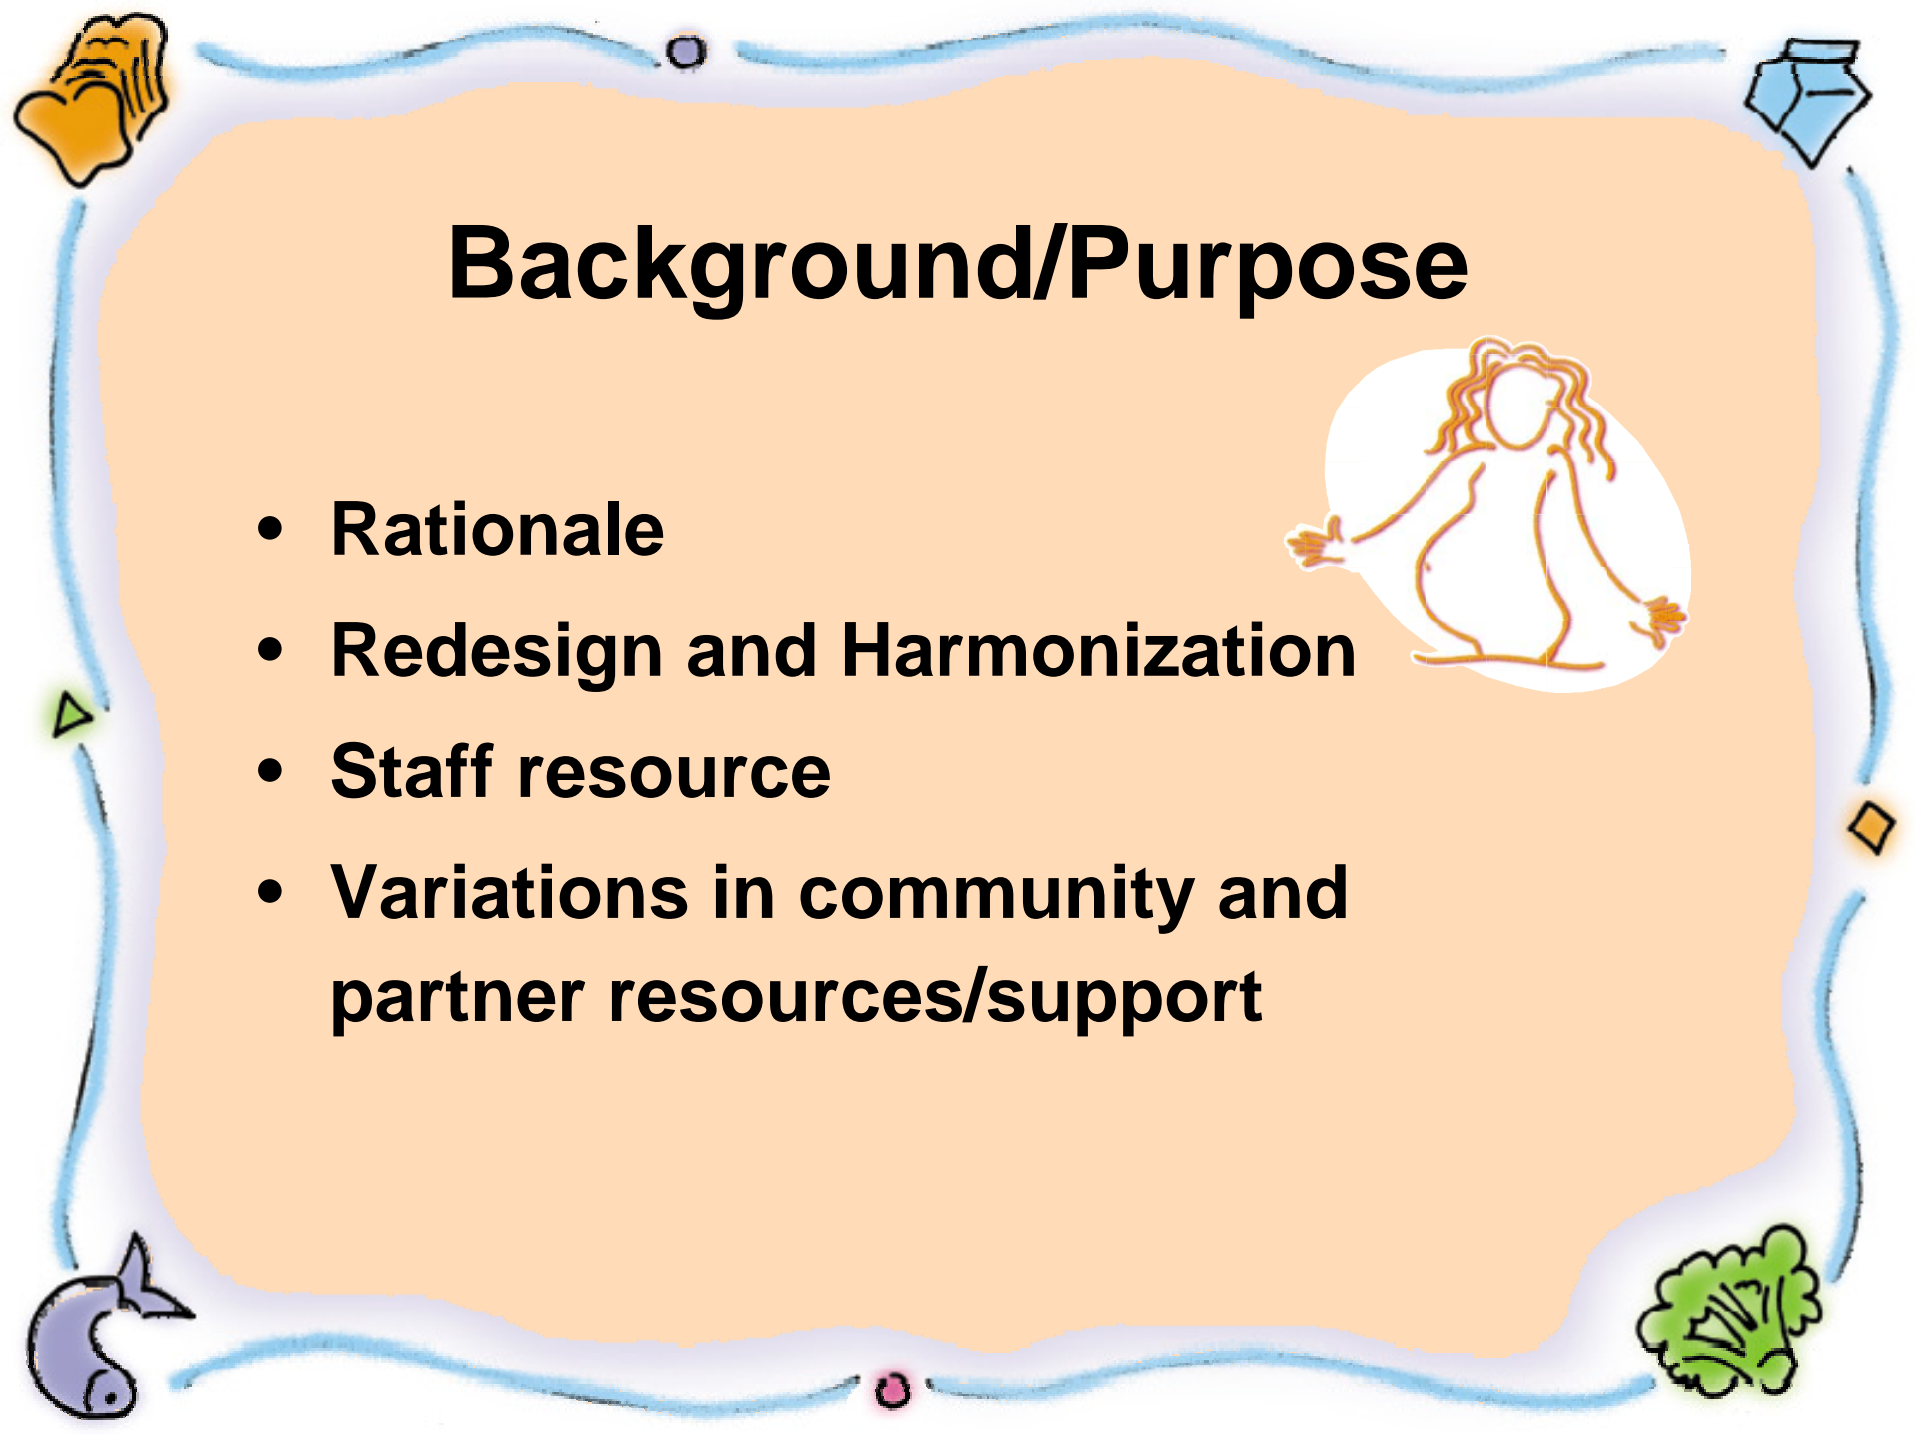 Background/Purpose
• Rationale
• Redesign and Harmonization
• Staff resource
• Variations in community and
partner resources/support